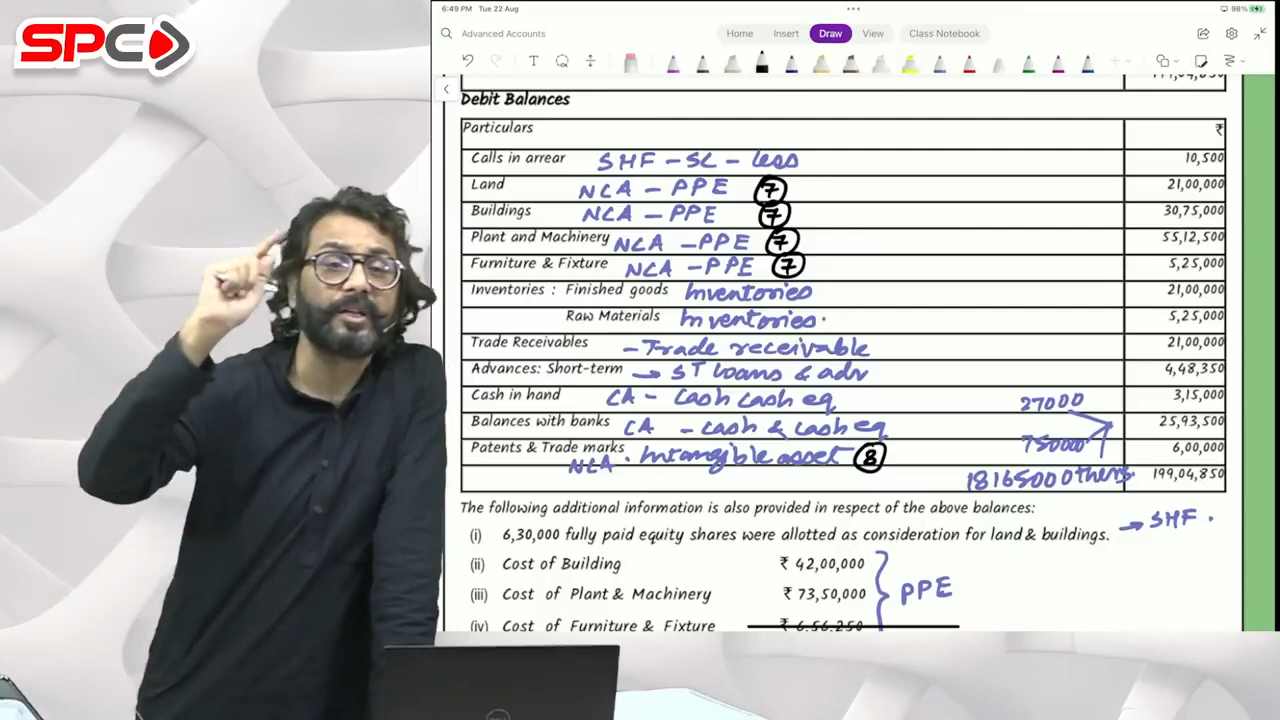 SPC
6:49 PM Tue 22 Aug
98%
Advanced Accounts
Home Insert Draw View Class Notebook
Debit Balances
Particulars ₹
Calls in arrear SHF - SC - less 10,500
Land NCA - PPE 7 21,00,000
Buildings NCA - PPE 7 30,75,000
Plant and Machinery NCA - PPE 7 55,12,500
Furniture & Fixture NCA - PPE 7 5,25,000
Inventories : Finished goods Inventories 21,00,000
Raw Materials Inventories. 5,25,000
Trade Receivables - Trade receivable 21,00,000
Advances: Short-term → ST loans & adv 4,48,350
Cash in hand CA - Cash cash eq 27000 3,15,000
Balances with banks CA - cash & cash eq 25,93,500
Patents & Trade marks NCA . Intangible asset 8 750000 6,00,000
1816500 Others. 199,04,850
The following additional information is also provided in respect of the above balances:
(i) 6,30,000 fully paid equity shares were allotted as consideration for land & buildings. → SHF .
(ii) Cost of Building ₹ 42,00,000
(iii) Cost of Plant & Machinery ₹ 73,50,000 PPE
(iv) Cost of Furniture & Fixture ₹ 6,56,250